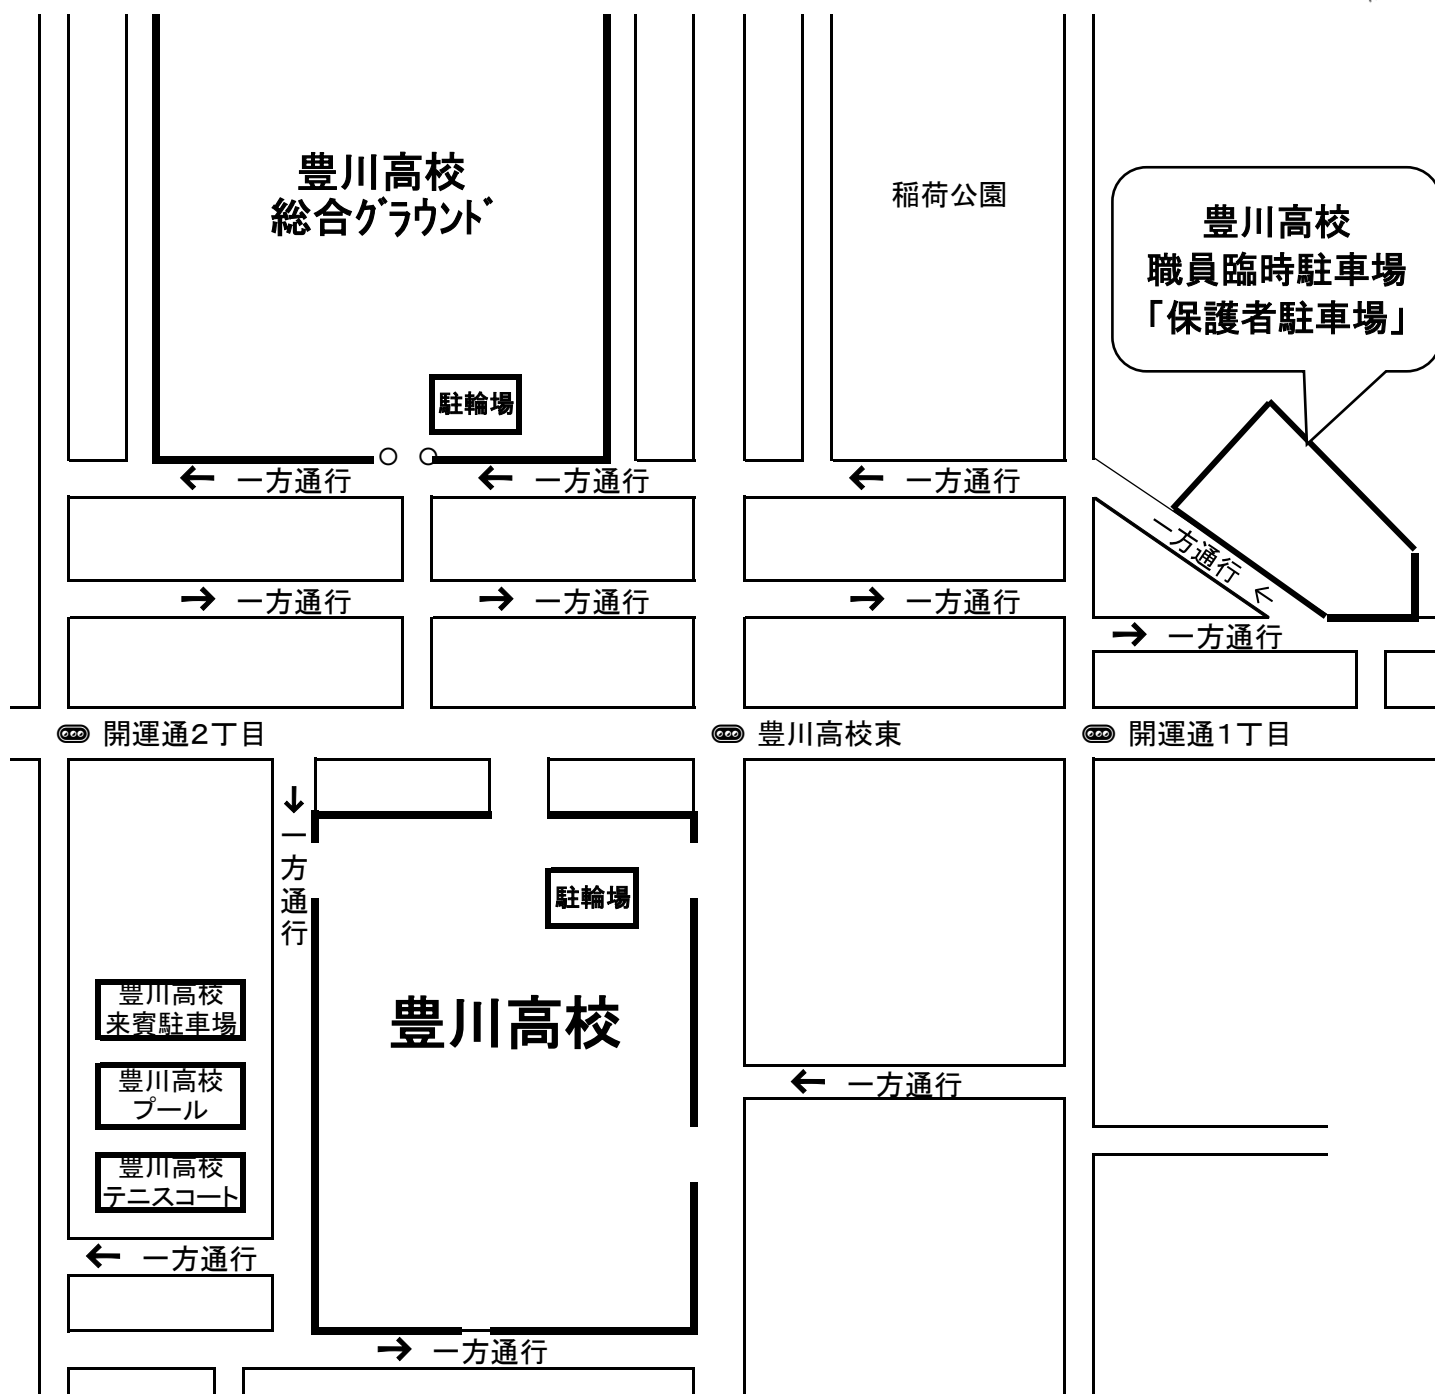 豊川高校
総合グラウンド
稲荷公園
豊川高校
職員臨時駐車場
「保護者駐車場」
駐輪場
← 一方通行
← 一方通行
← 一方通行
一方通行 ←
→ 一方通行
→ 一方通行
→ 一方通行
→ 一方通行
開運通2丁目
豊川高校東
開運通1丁目
↓一方通行
駐輪場
豊川高校
来賓駐車場
豊川高校
豊川高校
プール
← 一方通行
豊川高校
テニスコート
← 一方通行
→ 一方通行